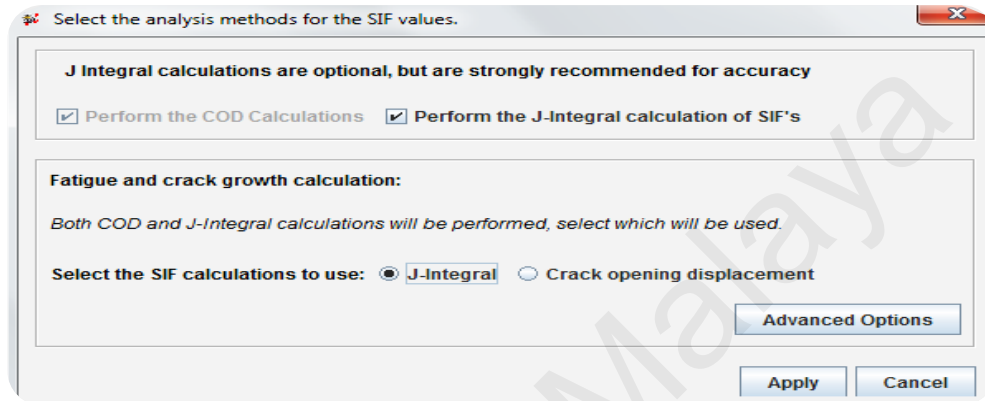 Select the analysis methods for the SIF values.
J Integral calculations are optional, but are strongly recommended for accuracy
Perform the COD Calculations Perform the J-Integral calculation of SIF's
Fatigue and crack growth calculation:
Both COD and J-Integral calculations will be performed, select which will be used.
Select the SIF calculations to use: J-Integral Crack opening displacement
Advanced Options
Apply Cancel
Malaya